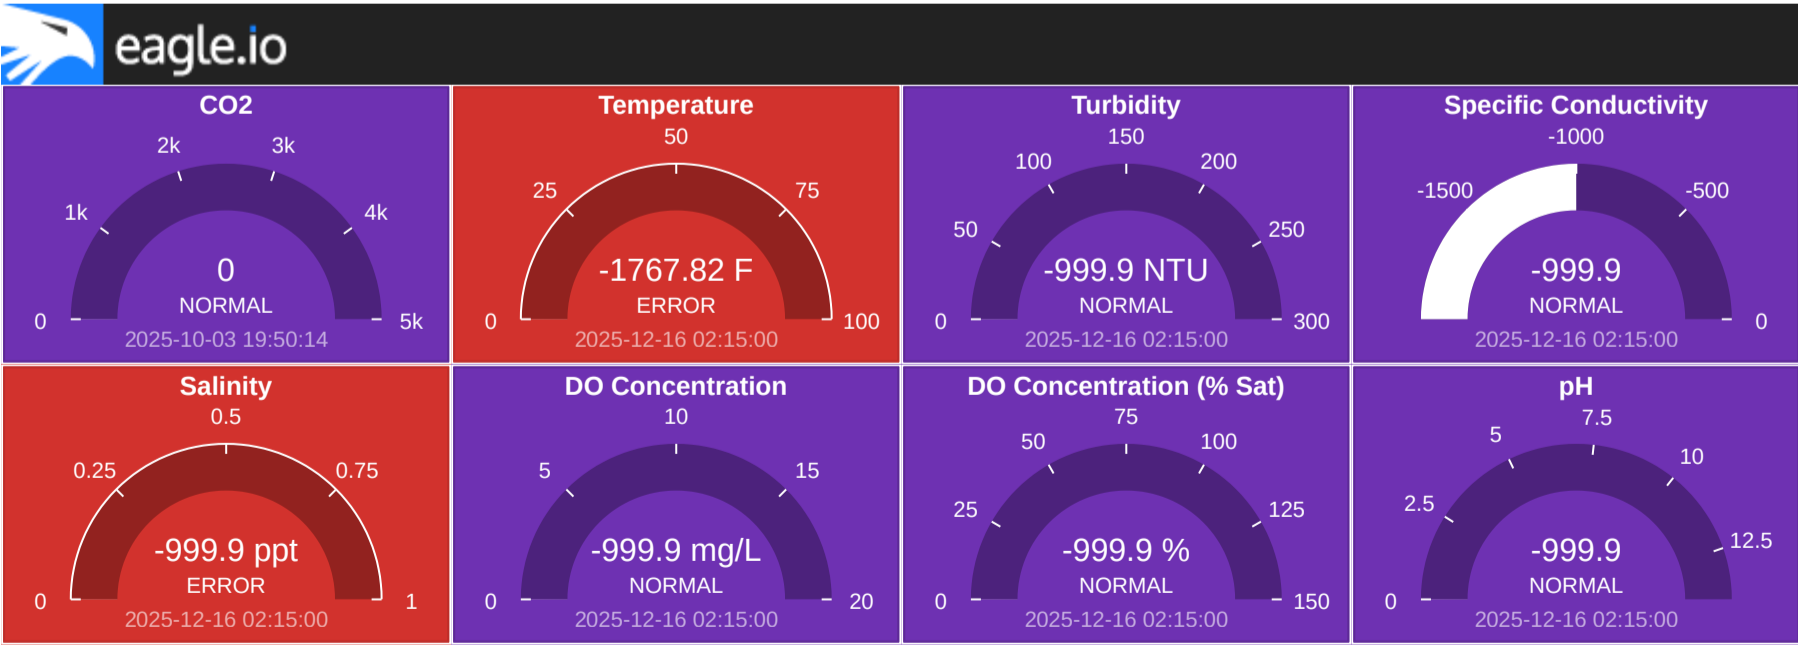 eagle.io
CO2
2k
3k
1k
4k
0
NORMAL
0
5k
2025-10-03 19:50:14
Temperature
50
25
75
-1767.82 F
ERROR
0
100
2025-12-16 02:15:00
Turbidity
150
100
200
50
250
-999.9 NTU
NORMAL
0
300
2025-12-16 02:15:00
Specific Conductivity
-1000
-1500
-500
-999.9
NORMAL
0
2025-12-16 02:15:00
Salinity
0.5
0.25
0.75
-999.9 ppt
ERROR
0
1
2025-12-16 02:15:00
DO Concentration
10
5
15
-999.9 mg/L
NORMAL
0
20
2025-12-16 02:15:00
DO Concentration (% Sat)
75
50
100
25
125
-999.9 %
NORMAL
0
150
2025-12-16 02:15:00
pH
7.5
5
10
2.5
12.5
-999.9
NORMAL
0
2025-12-16 02:15:00